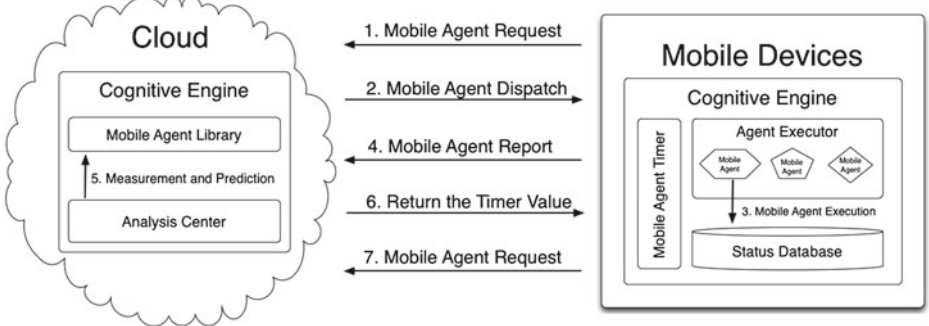 Cloud
Cognitive Engine
Mobile Agent Library
5. Measurement and Prediction
Analysis Center
1. Mobile Agent Request
2. Mobile Agent Dispatch
4. Mobile Agent Report
6. Return the Timer Value
7. Mobile Agent Request
Mobile Devices
Cognitive Engine
Mobile Agent Timer
Agent Executor
Mobile
Agent
Mobile
Agent
Mobile
Agent
3. Mobile Agent Execution
Status Database